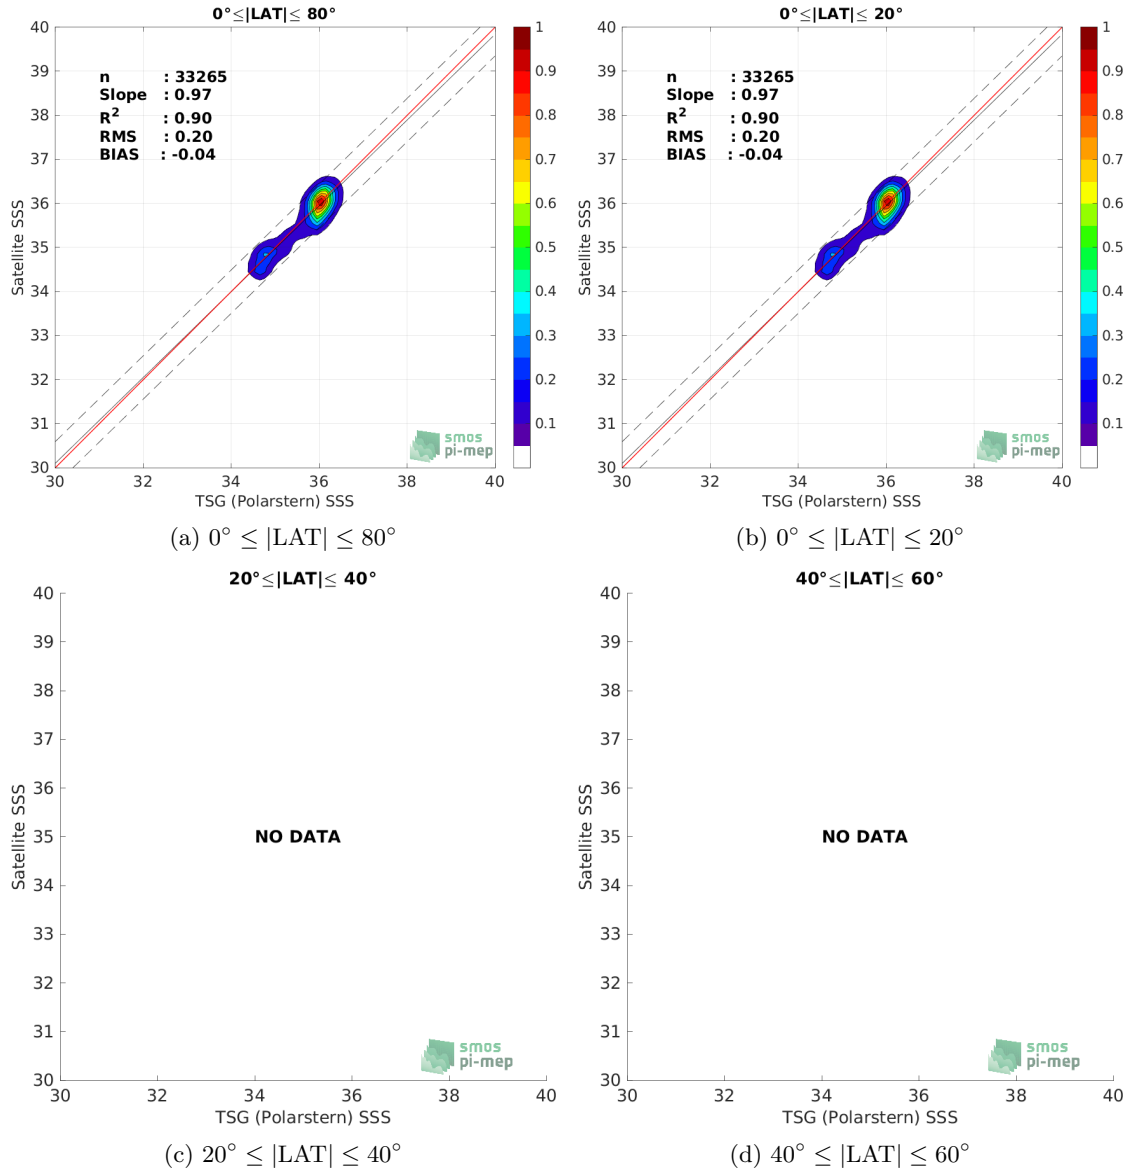 0°≤|LAT|≤ 80°
40
39
38
37
36
35
34
33
32
31
30
Satellite SSS
n : 33265
Slope : 0.97
R² : 0.90
RMS : 0.20
BIAS : -0.04
smos
pi-mep
30 32 34 36 38 40
TSG (Polarstern) SSS
1
0.9
0.8
0.7
0.6
0.5
0.4
0.3
0.2
0.1
(a) 0° ≤ |LAT| ≤ 80°
0°≤|LAT|≤ 20°
40
39
38
37
36
35
34
33
32
31
30
Satellite SSS
n : 33265
Slope : 0.97
R² : 0.90
RMS : 0.20
BIAS : -0.04
smos
pi-mep
30 32 34 36 38 40
TSG (Polarstern) SSS
1
0.9
0.8
0.7
0.6
0.5
0.4
0.3
0.2
0.1
(b) 0° ≤ |LAT| ≤ 20°
20°≤|LAT|≤ 40°
40
39
38
37
36
35
34
33
32
31
30
Satellite SSS
NO DATA
smos
pi-mep
30 32 34 36 38 40
TSG (Polarstern) SSS
(c) 20° ≤ |LAT| ≤ 40°
40°≤|LAT|≤ 60°
40
39
38
37
36
35
34
33
32
31
30
Satellite SSS
NO DATA
smos
pi-mep
30 32 34 36 38 40
TSG (Polarstern) SSS
(d) 40° ≤ |LAT| ≤ 60°